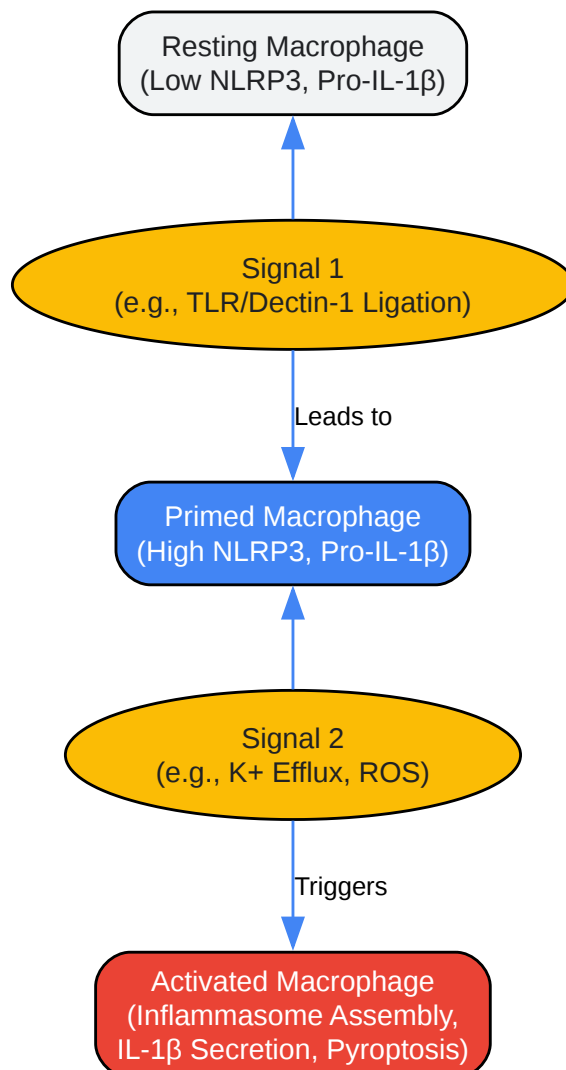 Resting Macrophage
(Low NLRP3, Pro-IL-1β)
Signal 1
(e.g., TLR/Dectin-1 Ligation)
Leads to
Primed Macrophage
(High NLRP3, Pro-IL-1β)
Signal 2
(e.g., K+ Efflux, ROS)
Triggers
Activated Macrophage
(Inflammasome Assembly,
IL-1β Secretion, Pyroptosis)